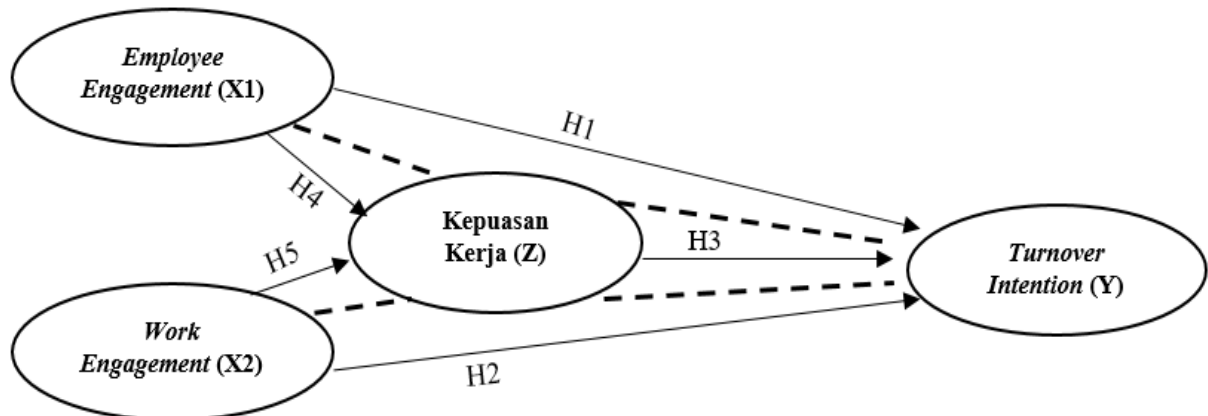 Employee
Engagement (X1)
H1
H4
Kepuasan
Kerja (Z)
H3
H5
Turnover
Intention (Y)
Work
Engagement (X2)
H2